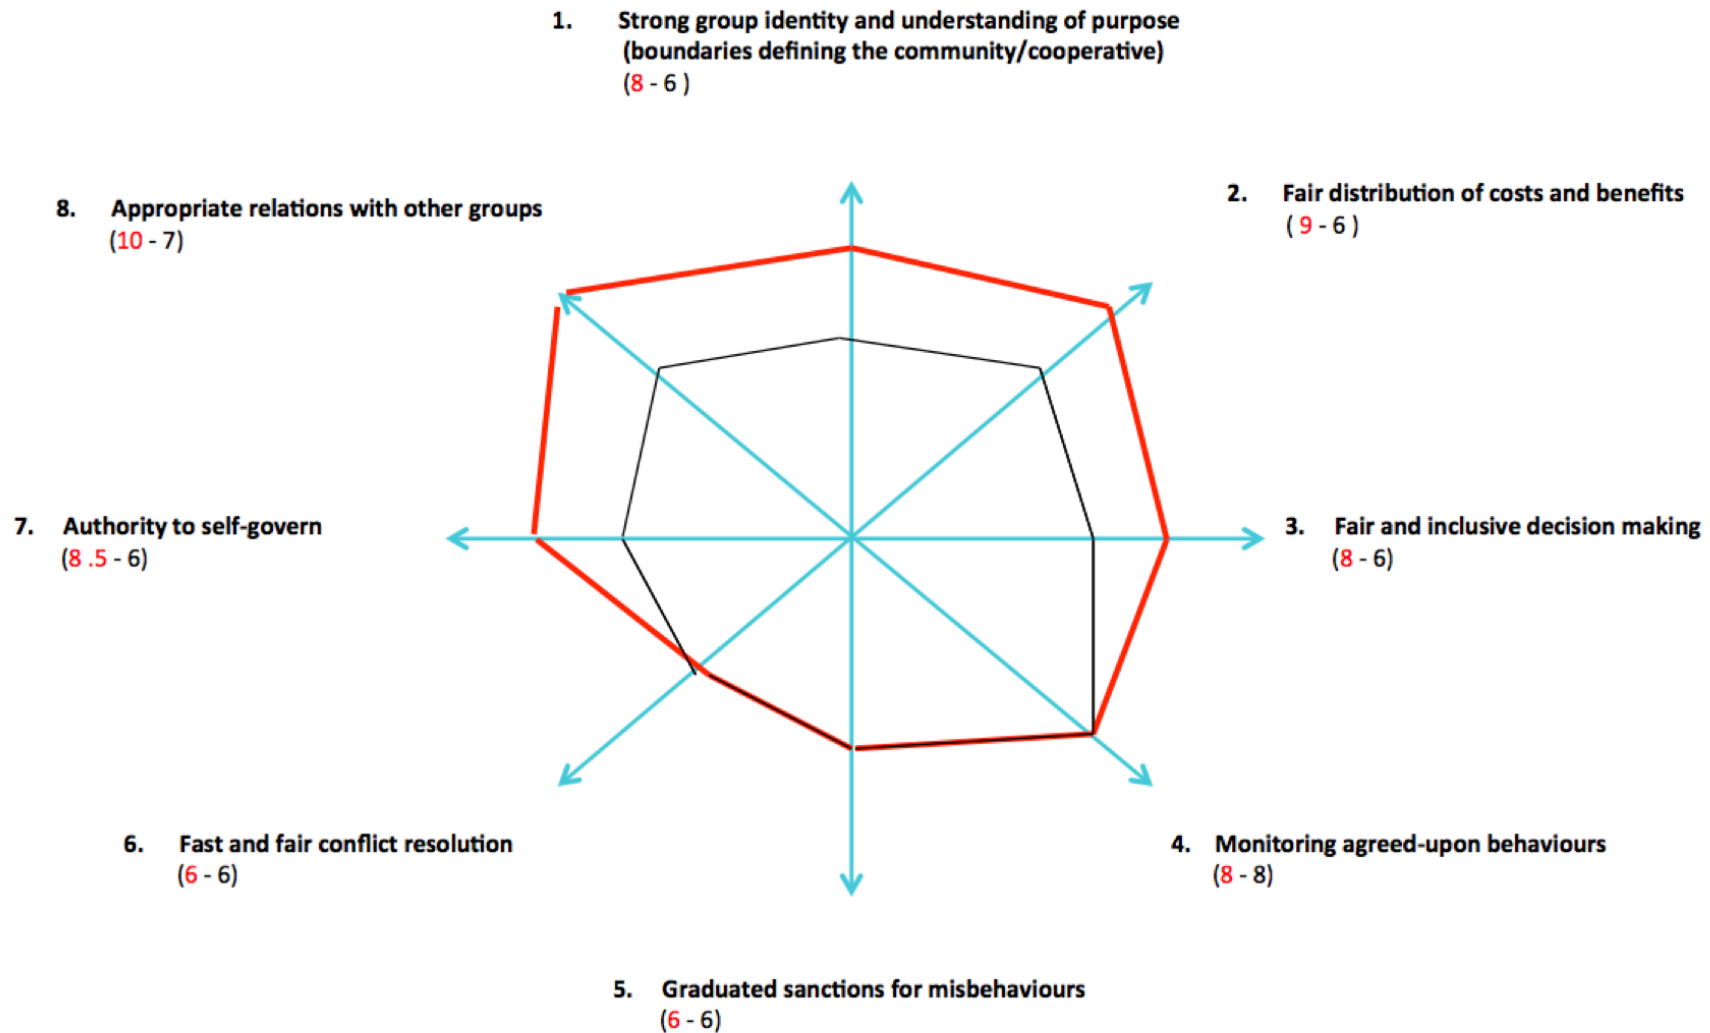 1. Strong group identity and understanding of purpose
(boundaries defining the community/cooperative)
(8 - 6 )
2. Fair distribution of costs and benefits
( 9 - 6 )
3. Fair and inclusive decision making
(8 - 6)
4. Monitoring agreed-upon behaviours
(8 - 8)
5. Graduated sanctions for misbehaviours
(6 - 6)
6. Fast and fair conflict resolution
(6 - 6)
7. Authority to self-govern
(8 .5 - 6)
8. Appropriate relations with other groups
(10 - 7)